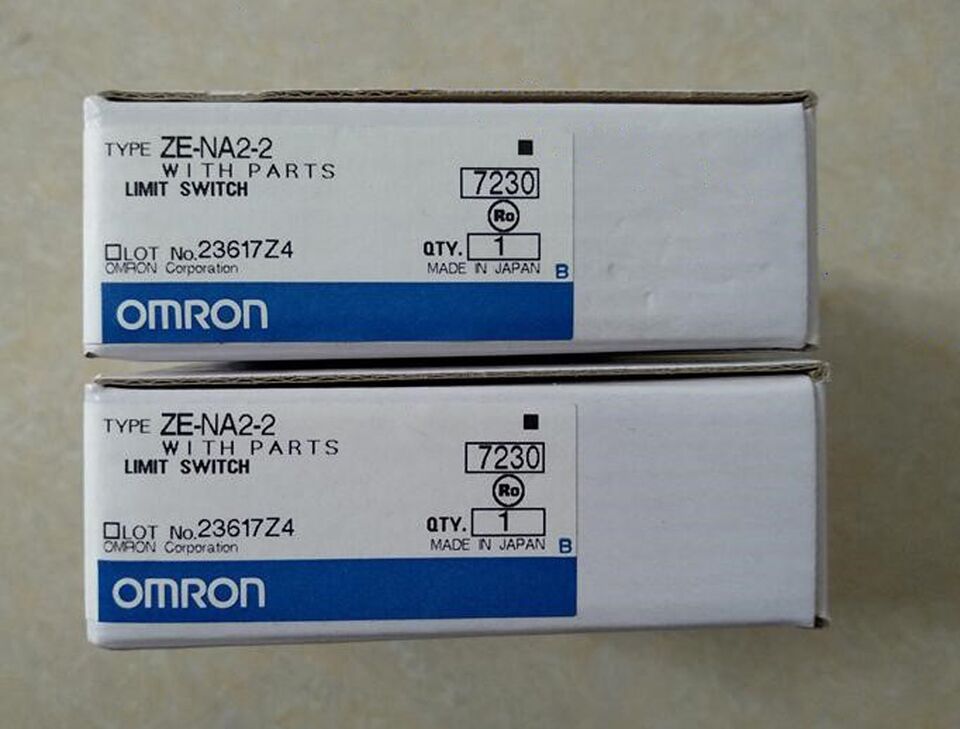 TYPE ZE-NA2-2
WITH PARTS
LIMIT SWITCH
7230
Ro
LOT No.23617Z4
QTY. 1
OMRON Corporation
MADE IN JAPAN B
OMRON
TYPE ZE-NA2-2
WITH PARTS
LIMIT SWITCH
7230
Ro
LOT No.23617Z4
QTY. 1
OMRON Corporation
MADE IN JAPAN B
OMRON